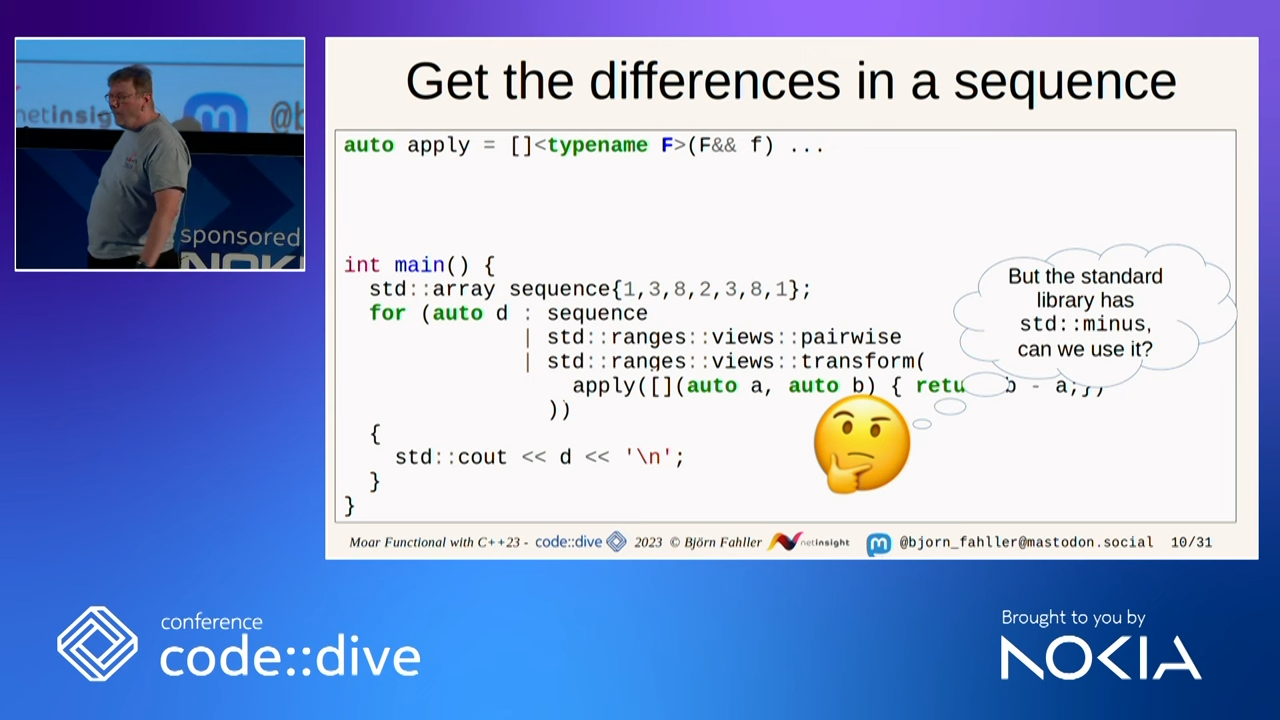 netinsight
@b
sponsored
NOKI
Get the differences in a sequence
auto apply = []<typename F>(F&& f) ...
int main() {
std::array sequence{1,3,8,2,3,8,1};
for (auto d : sequence
| std::ranges::views::pairwise
| std::ranges::views::transform(
apply([](auto a, auto b) { retu b - a;})
))
{
std::cout << d << '\n';
}
}
But the standard
library has
std::minus,
can we use it?
Moar Functional with C++23 - code::dive 2023 © Björn Fahller netinsight @bjorn_fahller@mastodon.social 10/31
conference
code::dive
Brought to you by
NOKIA